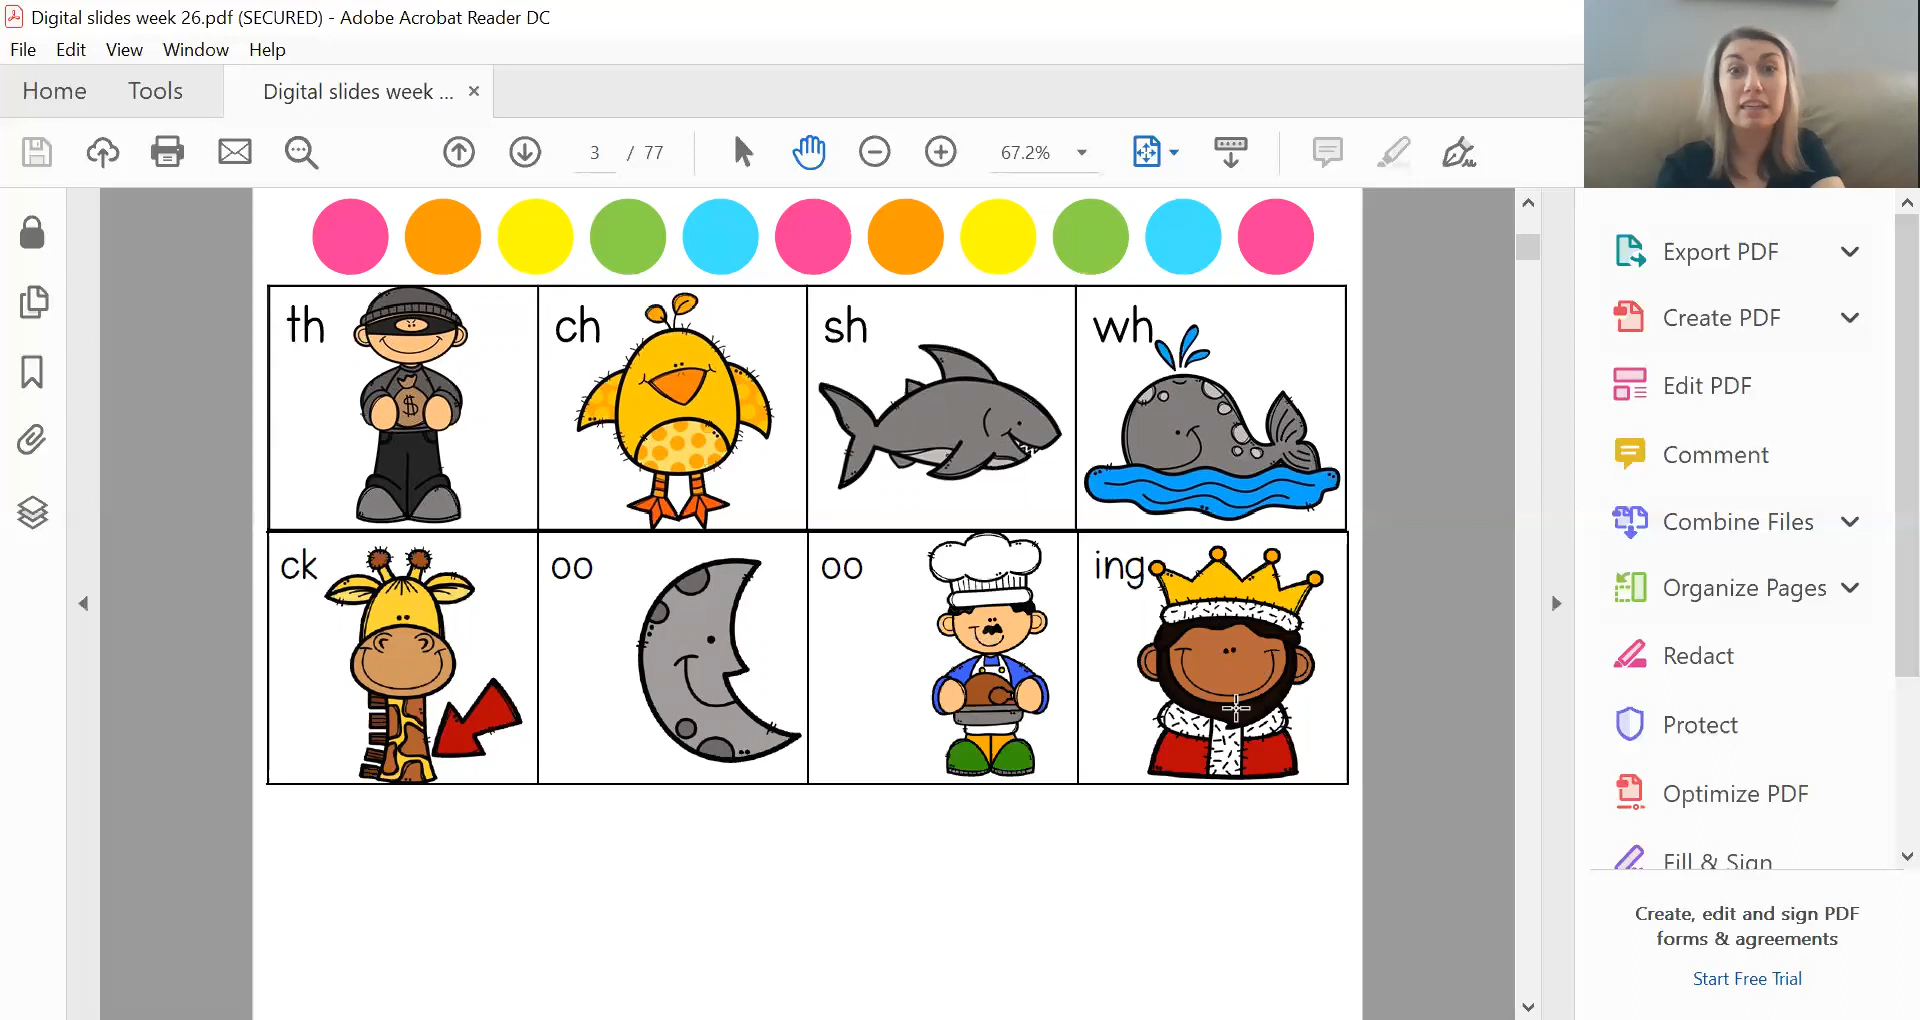 Digital slides week 26.pdf (SECURED) - Adobe Acrobat Reader DC
File Edit View Window Help
Home Tools Digital slides week ... ×
3 / 77 67.2%
th ch sh wh
$
ck oo oo ing
Export PDF
Create PDF
Edit PDF
Comment
Combine Files
Organize Pages
Redact
Protect
Optimize PDF
Fill & Sign
Create, edit and sign PDF
forms & agreements
Start Free Trial